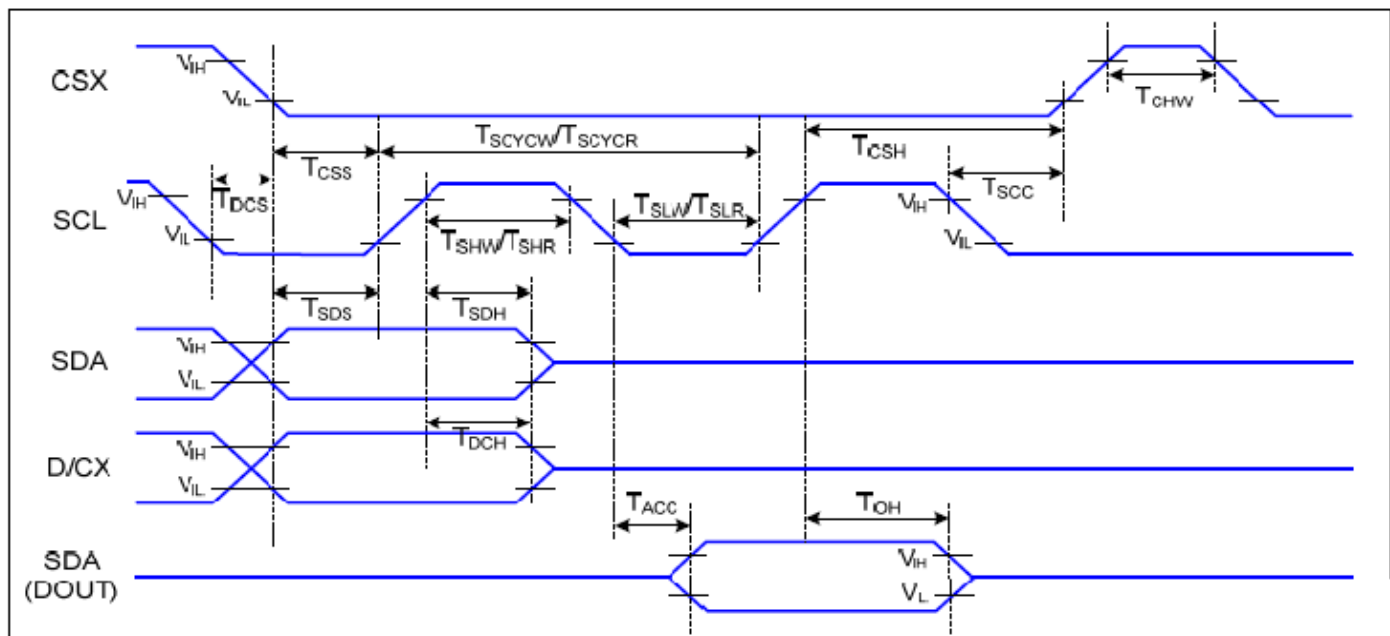 CSX
VIH
VIL
TCHW
TSCYCW/TSCYCR
TCSS
TCSH
TSCC
TDCS
SCL
VIH
VIL
TSHW/TSHR
TSLW/TSLR
VIH
VIL
TSDS
TSDH
SDA
VIH
VIL
D/CX
VIH
VIL
TDCH
TACC
TOH
SDA
(DOUT)
VIH
VIL